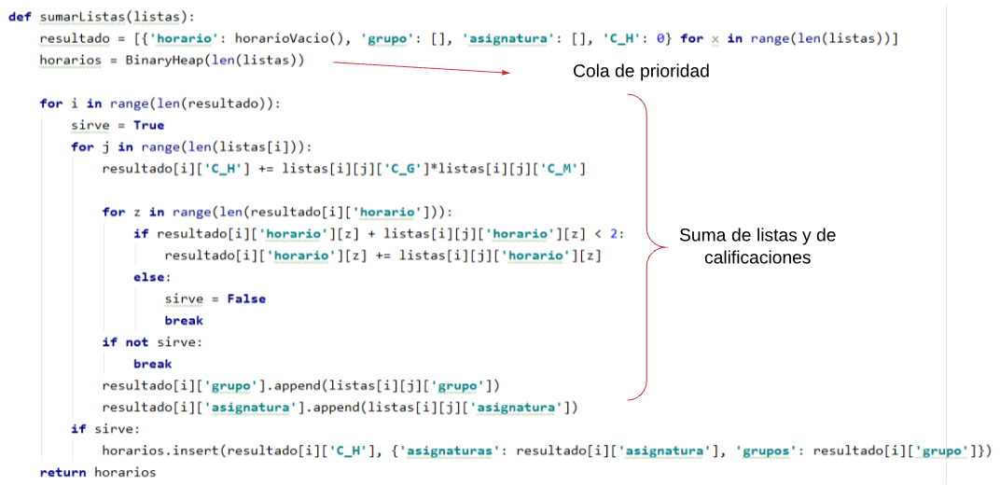 def sumarListas(listas):
    resultado = [{'horario': horarioVacio(), 'grupo': [], 'asignatura': [], 'C_H': 0} for x in range(len(listas))]
    horarios = BinaryHeap(len(listas))
Cola de prioridad
    for i in range(len(resultado)):
        sirve = True
        for j in range(len(listas[i])):
            resultado[i]['C_H'] += listas[i][j]['C_G']*listas[i][j]['C_M']
            for z in range(len(resultado[i]['horario'])):
                if resultado[i]['horario'][z] + listas[i][j]['horario'][z] < 2:
                    resultado[i]['horario'][z] += listas[i][j]['horario'][z]
                else:
                    sirve = False
                    break
            if not sirve:
                break
            resultado[i]['grupo'].append(listas[i][j]['grupo'])
            resultado[i]['asignatura'].append(listas[i][j]['asignatura'])
        if sirve:
            horarios.insert(resultado[i]['C_H'], {'asignaturas': resultado[i]['asignatura'], 'grupos': resultado[i]['grupo']})
    return horarios
Suma de listas y de
calificaciones